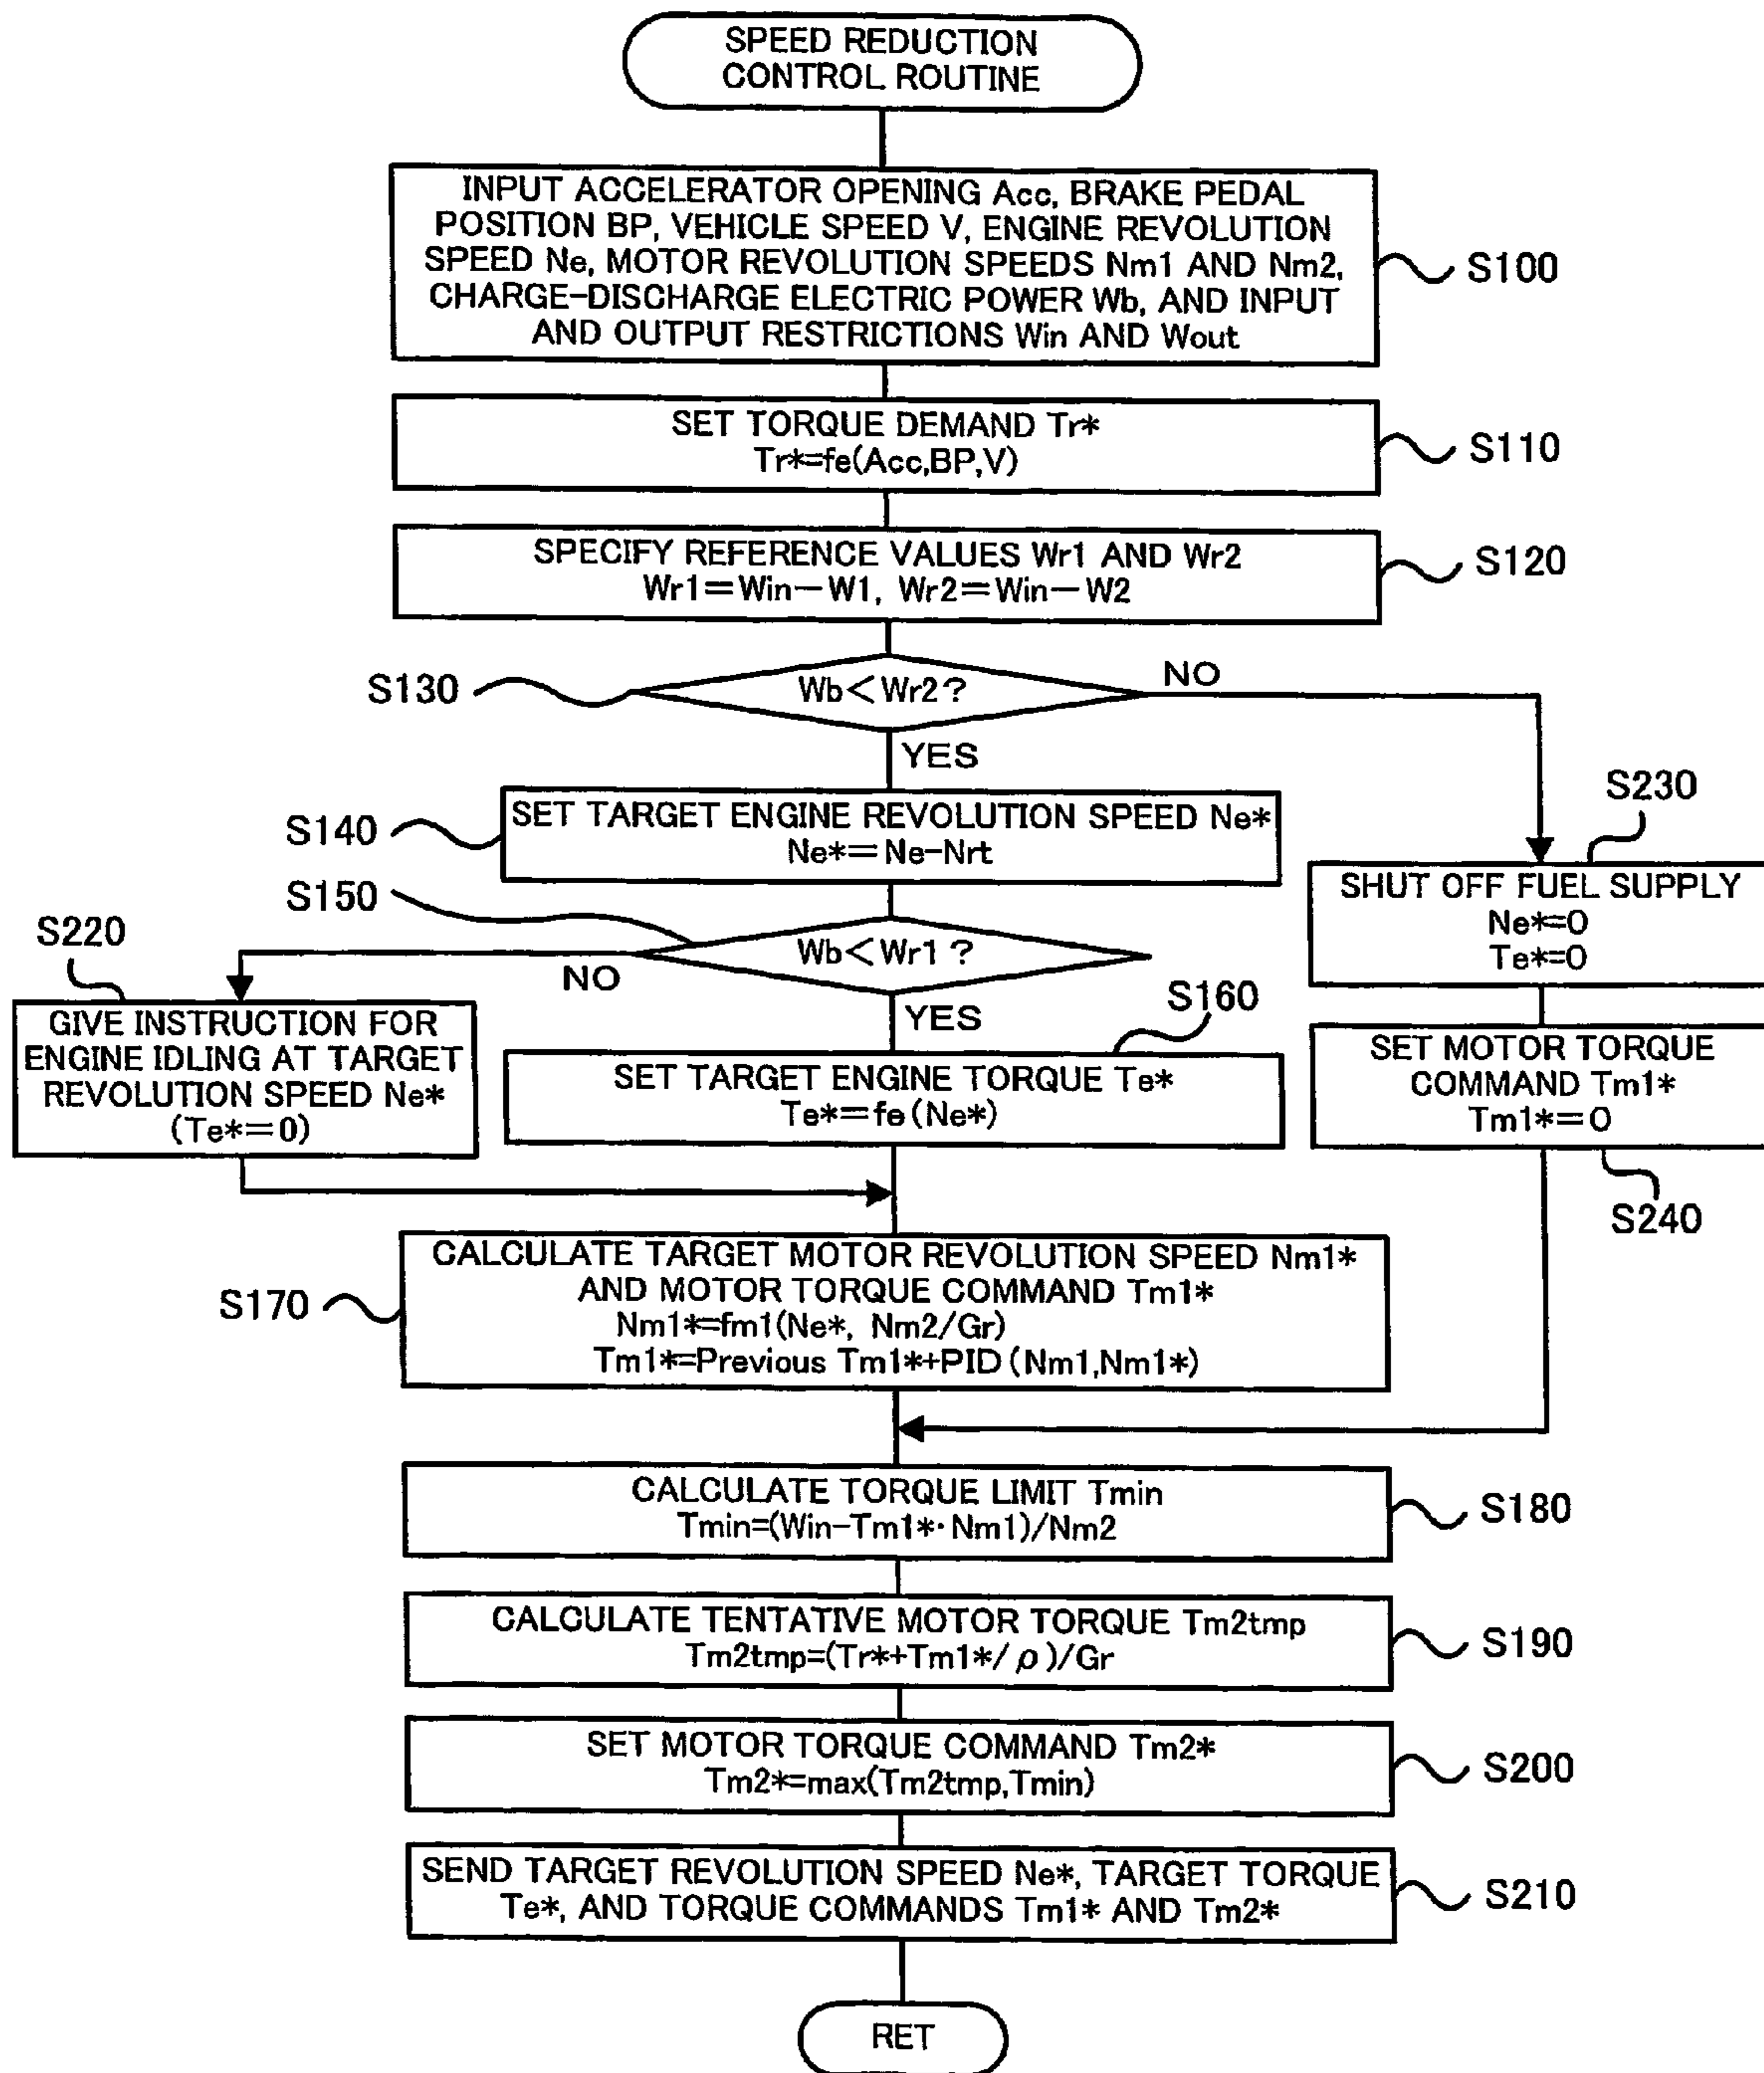 SPEED REDUCTION
CONTROL ROUTINE
INPUT ACCELERATOR OPENING Acc, BRAKE PEDAL
POSITION BP, VEHICLE SPEED V, ENGINE REVOLUTION
SPEED Ne, MOTOR REVOLUTION SPEEDS Nm1 AND Nm2,
CHARGE-DISCHARGE ELECTRIC POWER Wb, AND INPUT
AND OUTPUT RESTRICTIONS Win AND Wout
S100
SET TORQUE DEMAND Tr*
Tr*=fe(Acc,BP,V)
S110
SPECIFY REFERENCE VALUES Wr1 AND Wr2
Wr1=Win-W1, Wr2=Win-W2
S120
S130
Wb<Wr2?
NO
YES
S140
SET TARGET ENGINE REVOLUTION SPEED Ne*
Ne*=Ne-Nrt
S230
SHUT OFF FUEL SUPPLY
Ne*=0
Te*=0
S150
Wb<Wr1?
NO
YES
S220
GIVE INSTRUCTION FOR
ENGINE IDLING AT TARGET
REVOLUTION SPEED Ne*
(Te*=0)
S160
SET TARGET ENGINE TORQUE Te*
Te*=fe(Ne*)
SET MOTOR TORQUE
COMMAND Tm1*
Tm1*=0
S240
S170
CALCULATE TARGET MOTOR REVOLUTION SPEED Nm1*
AND MOTOR TORQUE COMMAND Tm1*
Nm1*=fm1(Ne*, Nm2/Gr)
Tm1*=Previous Tm1*+PID(Nm1,Nm1*)
CALCULATE TORQUE LIMIT Tmin
Tmin=(Win-Tm1*·Nm1)/Nm2
S180
CALCULATE TENTATIVE MOTOR TORQUE Tm2tmp
Tm2tmp=(Tr*+Tm1*/ρ)/Gr
S190
SET MOTOR TORQUE COMMAND Tm2*
Tm2*=max(Tm2tmp,Tmin)
S200
SEND TARGET REVOLUTION SPEED Ne*, TARGET TORQUE
Te*, AND TORQUE COMMANDS Tm1* AND Tm2*
S210
RET